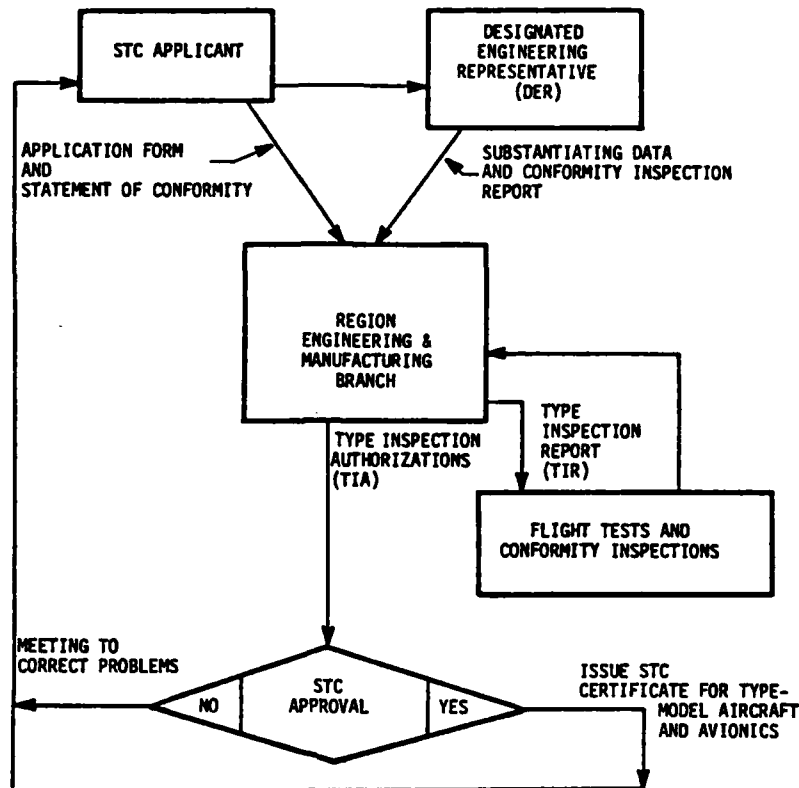 STC APPLICANT
DESIGNATED
ENGINEERING
REPRESENTATIVE
(DER)
APPLICATION FORM
AND
STATEMENT OF CONFORMITY
SUBSTANTIATING DATA
AND CONFORMITY INSPECTION
REPORT
REGION
ENGINEERING &
MANUFACTURING
BRANCH
TYPE INSPECTION
AUTHORIZATIONS
(TIA)
TYPE
INSPECTION
REPORT
(TIR)
FLIGHT TESTS AND
CONFORMITY INSPECTIONS
MEETING TO
CORRECT PROBLEMS
NO
STC
APPROVAL
YES
ISSUE STC
CERTIFICATE FOR TYPE-
MODEL AIRCRAFT
AND AVIONICS